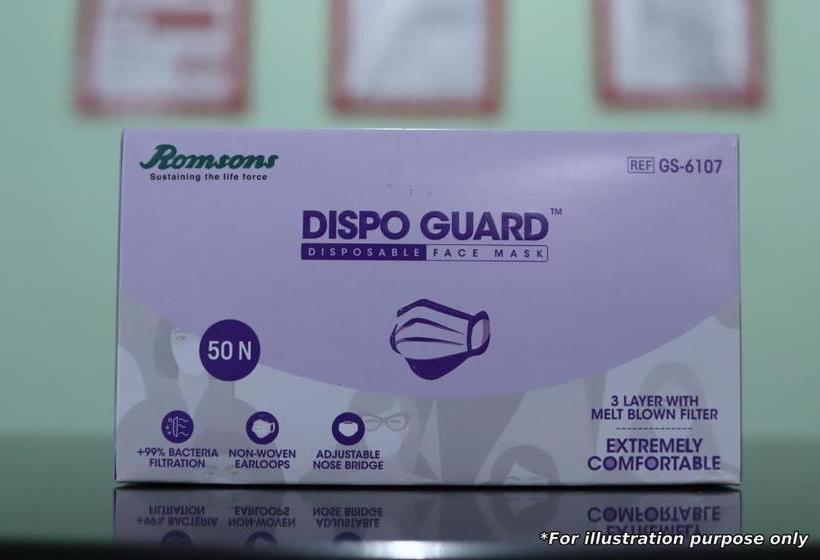 Romsons
Sustaining the life force
REF GS-6107
DISPO GUARD™
DISPOSABLE FACE MASK
50 N
3 LAYER WITH
MELT BLOWN FILTER
EXTREMELY
COMFORTABLE
+99% BACTERIA
FILTRATION
NON-WOVEN
EARLOOPS
ADJUSTABLE
NOSE BRIDGE
*For illustration purpose only